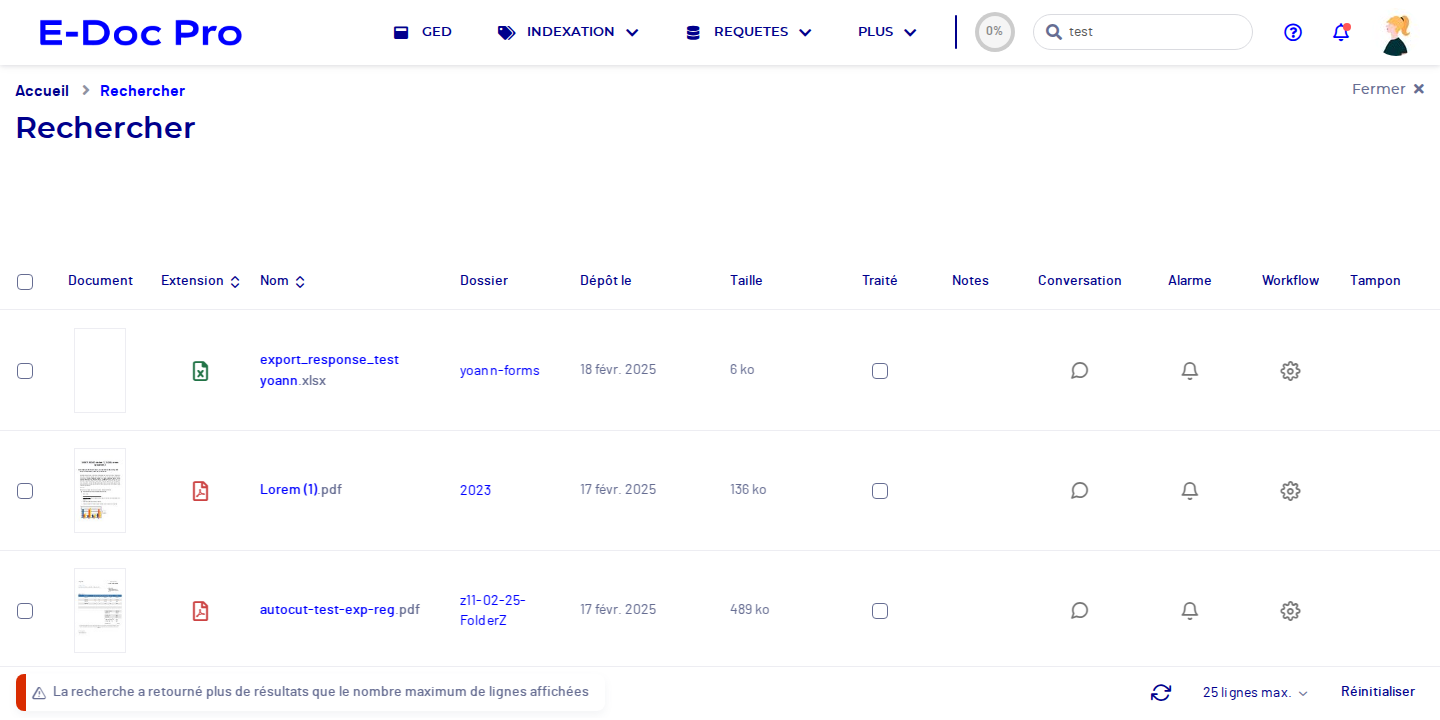 E-Doc Pro
GED
INDEXATION
REQUETES
PLUS
0%
test
Accueil
Rechercher
Fermer
Rechercher
Document
Extension
Nom
Dossier
Dépôt le
Taille
Traité
Notes
Conversation
Alarme
Workflow
Tampon
export_response_test
yoann.xlsx
yoann-forms
18 févr. 2025
6 ko
Lorem (1).pdf
2023
17 févr. 2025
136 ko
autocut-test-exp-reg.pdf
z11-02-25-
FolderZ
17 févr. 2025
489 ko
La recherche a retourné plus de résultats que le nombre maximum de lignes affichées
25 lignes max.
Réinitialiser